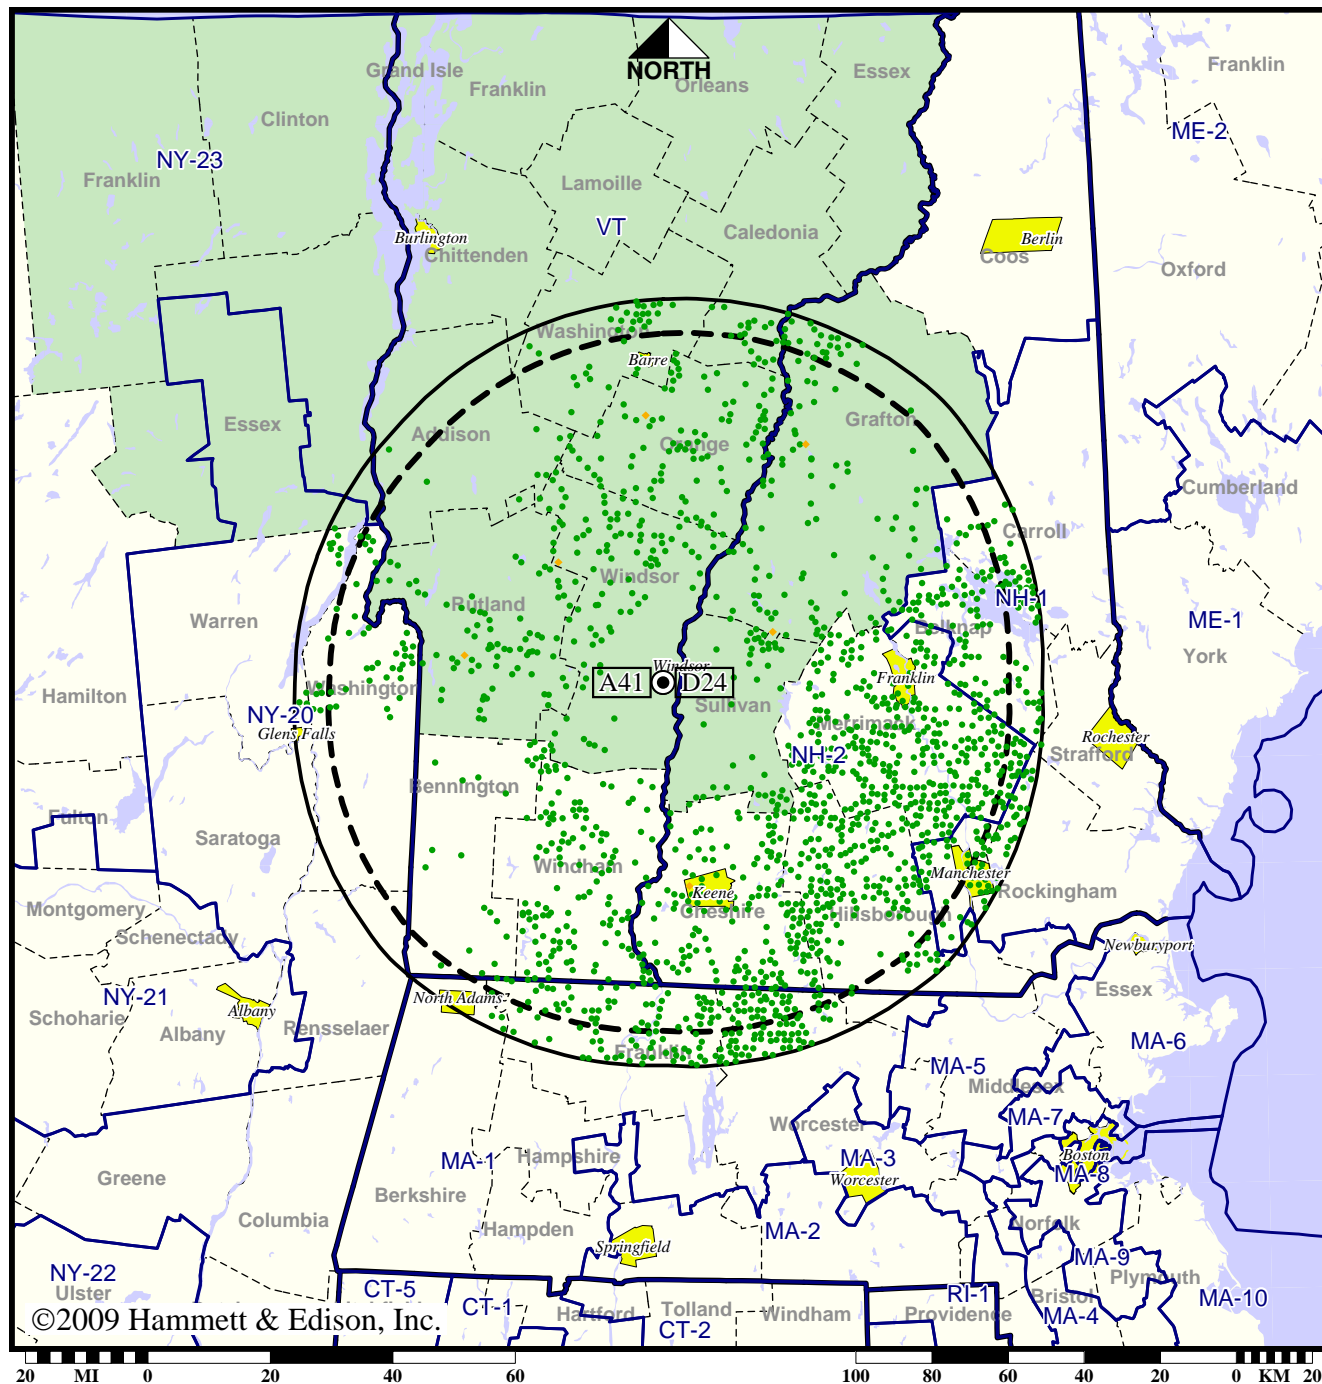 Grand Isle
Franklin
NORTH
Orleans
Essex
Franklin
Clinton
ME-2
NY-23
Franklin
Lamoille
VT
Caledonia
Burlington
Chittenden
Berlin
Coos
Oxford
Washington
Barre
Essex
Addison
Orange
Grafton
Cumberland
Carroll
Windsor
Rutland
NH-1
Warren
Belknap
ME-1
York
Windsor
A41
D24
Franklin
Hamilton
Washington
Sullivan
NY-20
Glens Falls
Merrimack
Rochester
Strafford
NH-2
Bennington
Fulton
Saratoga
Windham
Manchester
Keene
Cheshire
Hillsborough
Rockingham
Montgomery
Schenectady
Newburyport
Essex
NY-21
North Adams
Schoharie
Albany
Albany
Rensselaer
MA-6
Franklin
MA-5
Middlesex
MA-7
Worcester
Hampshire
MA-1
MA-3
Boston
MA-8
Worcester
Greene
Berkshire
Columbia
Hampden
MA-2
Norfolk
Springfield
MA-9
NY-22
Plymouth
Ulster
CT-5
CT-1
Hartford
Tolland
Windham
RI-1
Providence
Bristol
MA-4
MA-10
CT-2
©2009 Hammett & Edison, Inc.
20 MI 0 20 40 60 100 80 60 40 20 0 KM 20